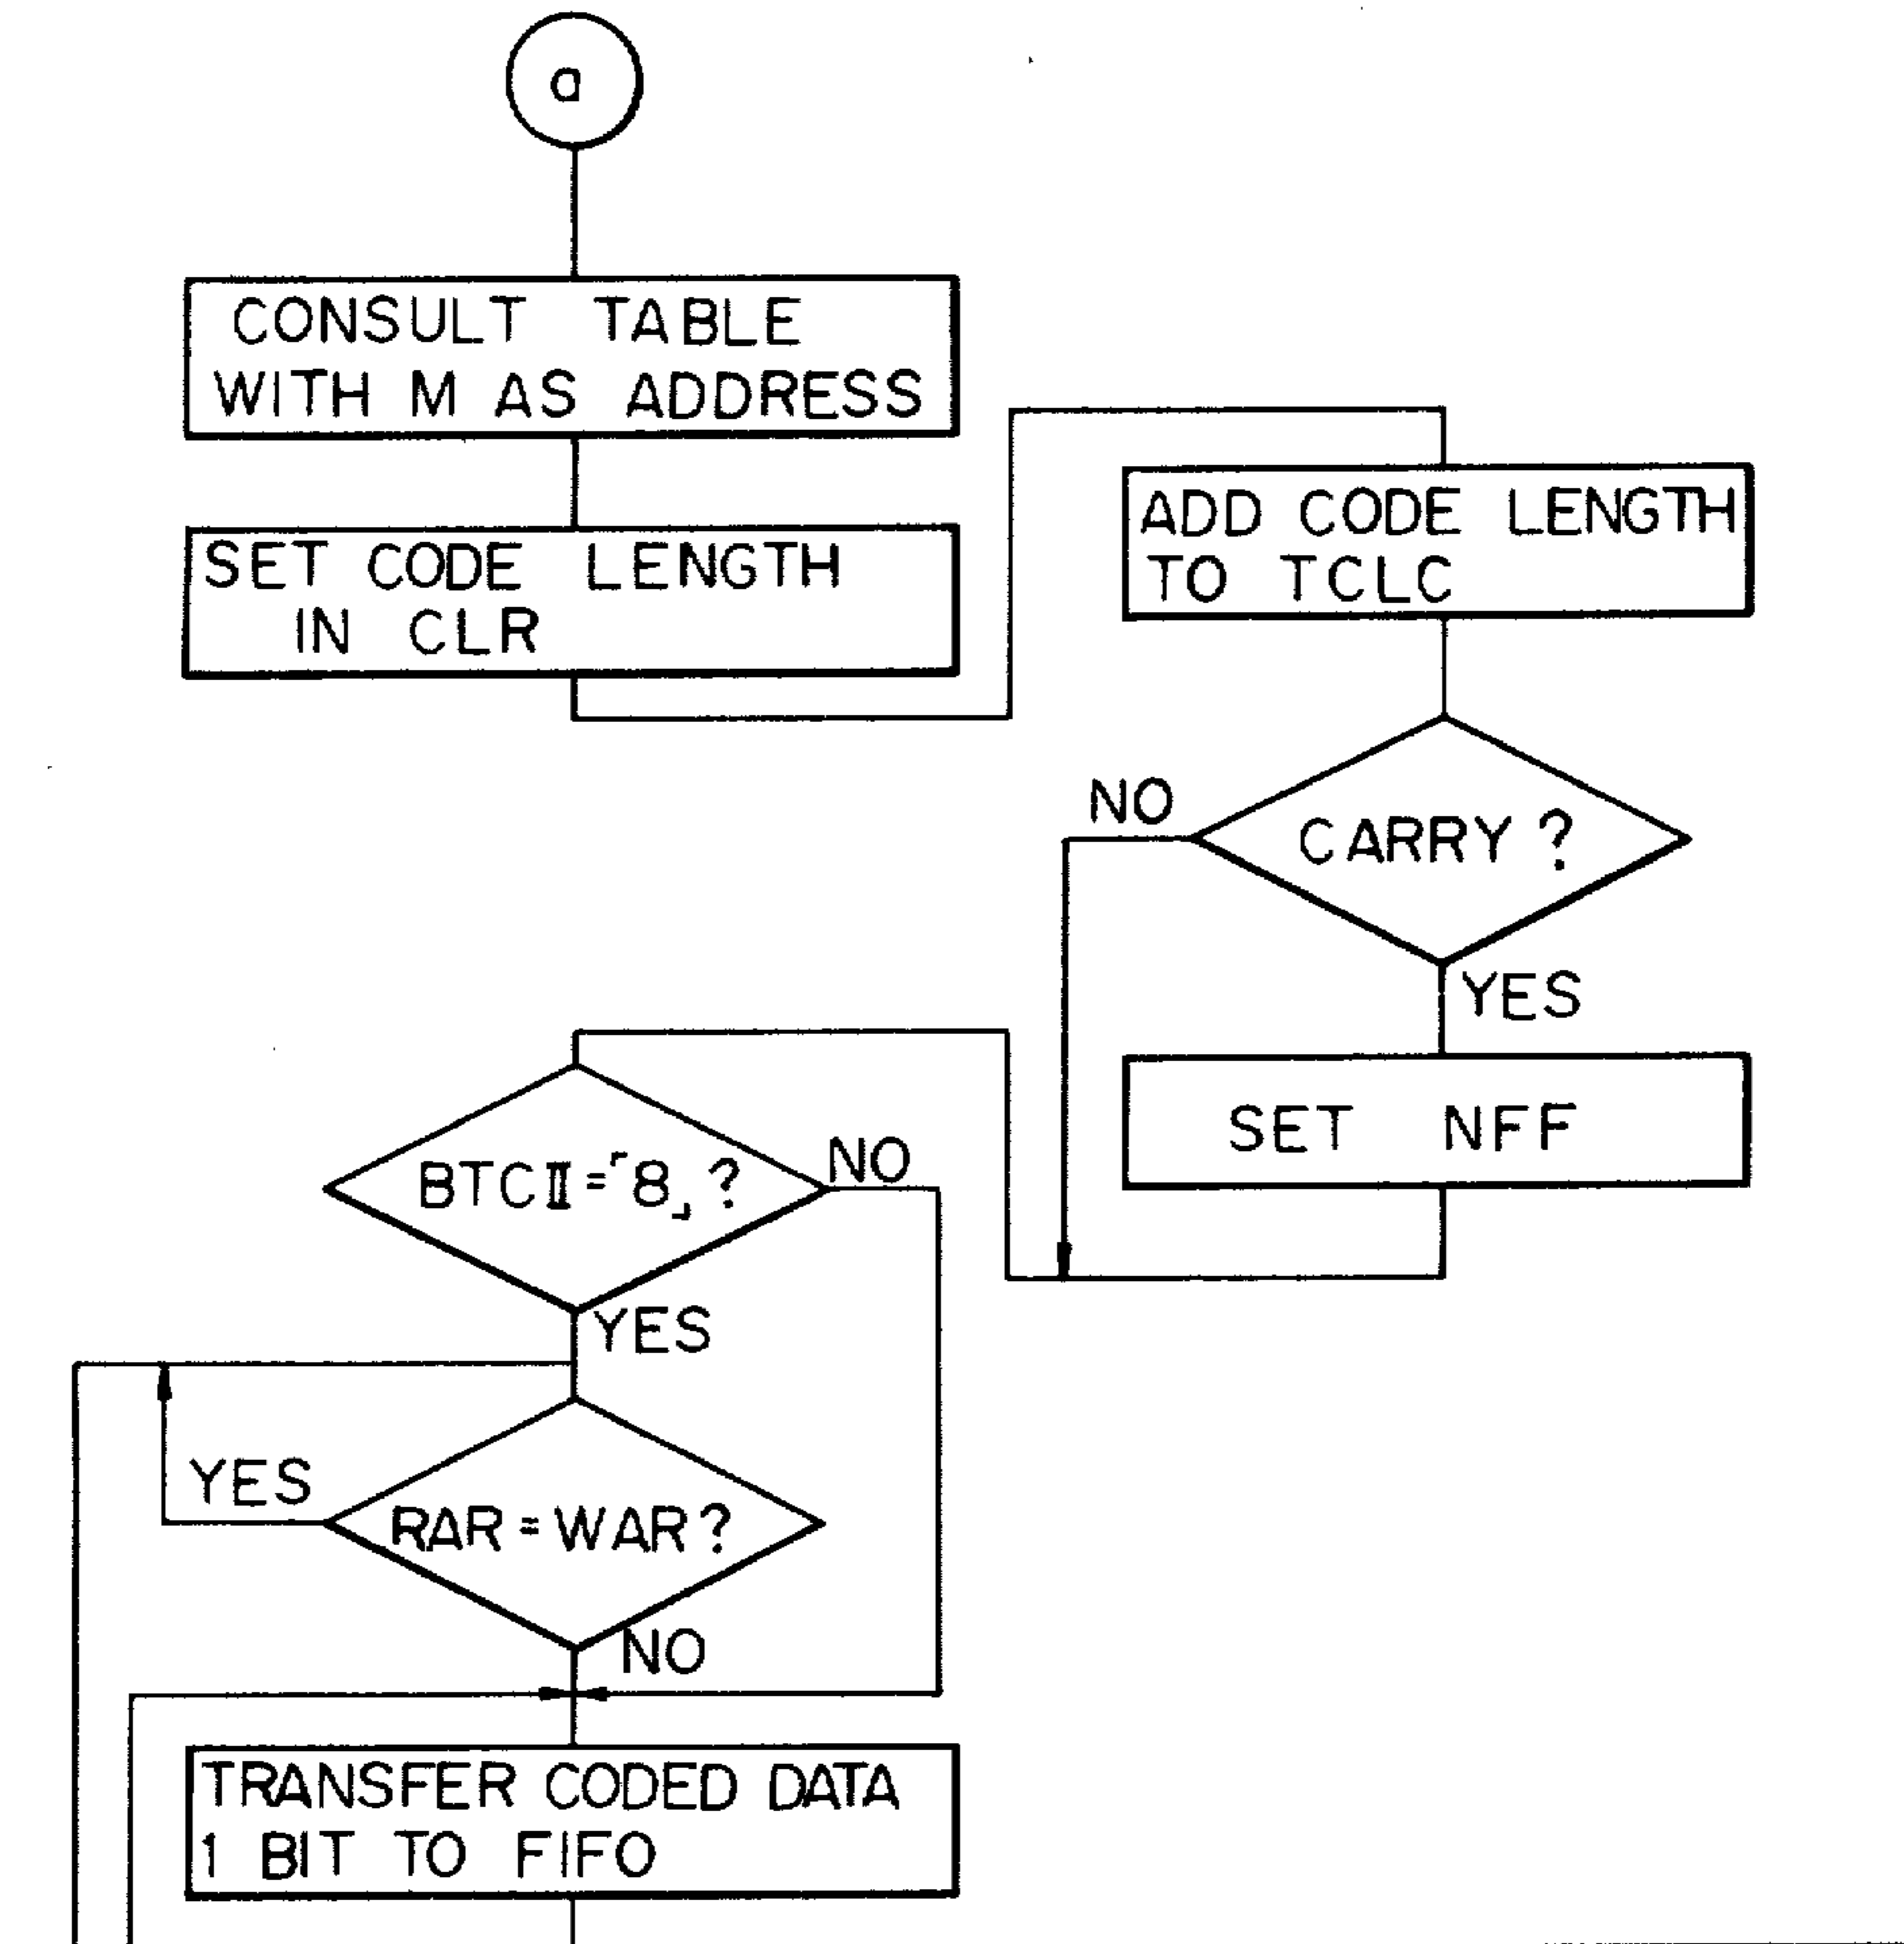 a
CONSULT TABLE
WITH M AS ADDRESS
SET CODE LENGTH
IN CLR
ADD CODE LENGTH
TO TCLC
CARRY ?
NO
YES
SET NFF
BTCⅡ=「8」?
NO
YES
RAR=WAR?
YES
NO
TRANSFER CODED DATA
1 BIT TO FIFO